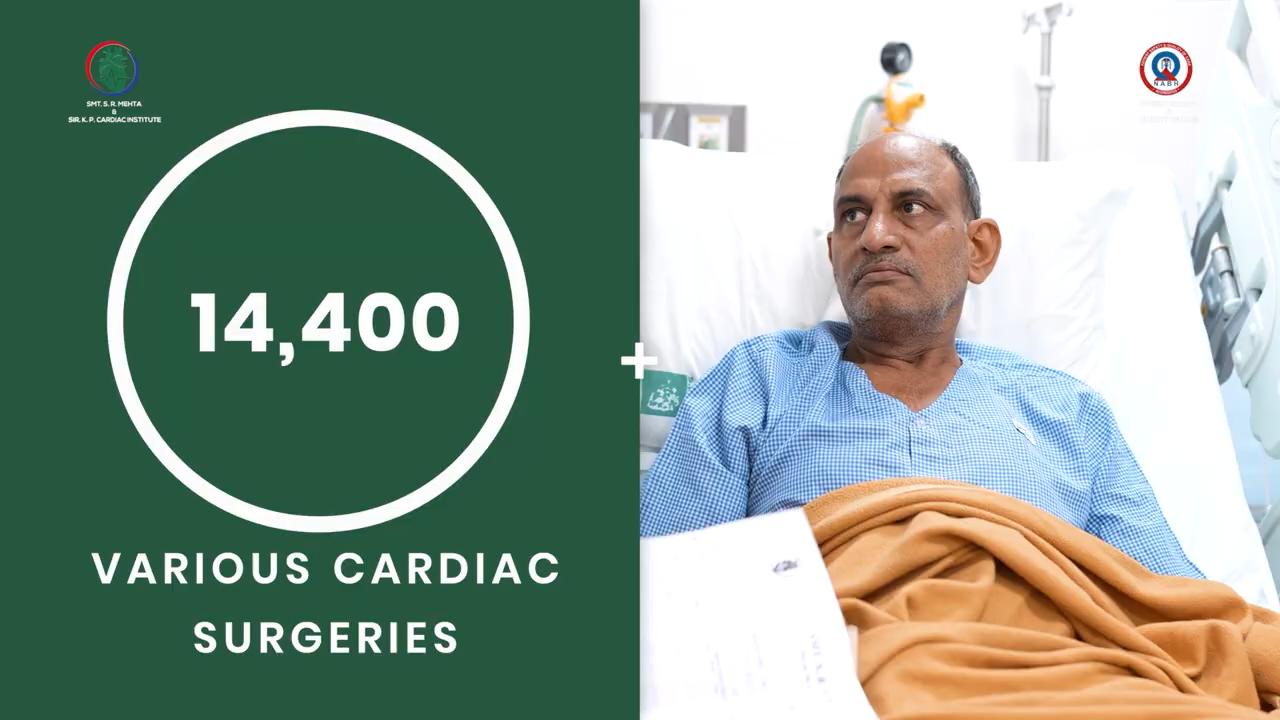 SMT. S. R. MEHTA
&
SIR. K. P. CARDIAC INSTITUTE
14,400
VARIOUS CARDIAC
SURGERIES
+
NABH